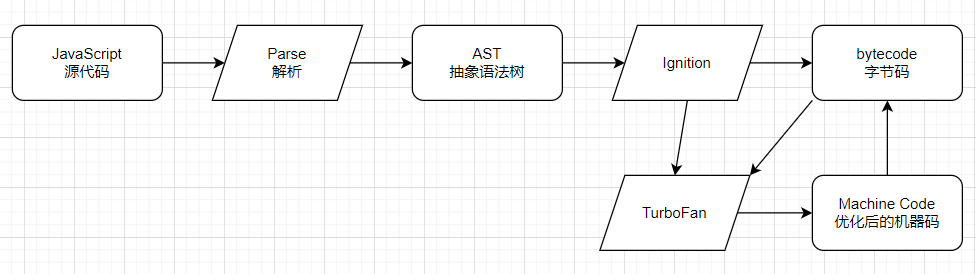 JavaScript
源代码
Parse
解析
AST
抽象语法树
Ignition
bytecode
字节码
TurboFan
Machine Code
优化后的机器码